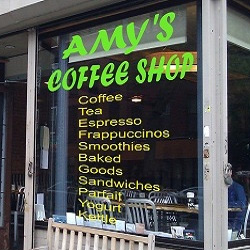 AMY'S
COFFEE SHOP
Coffee
Tea
Espresso
Frappuccinos
Smoothies
Baked
Goods
Sandwiches
Parfait
Yogurt
Kettle